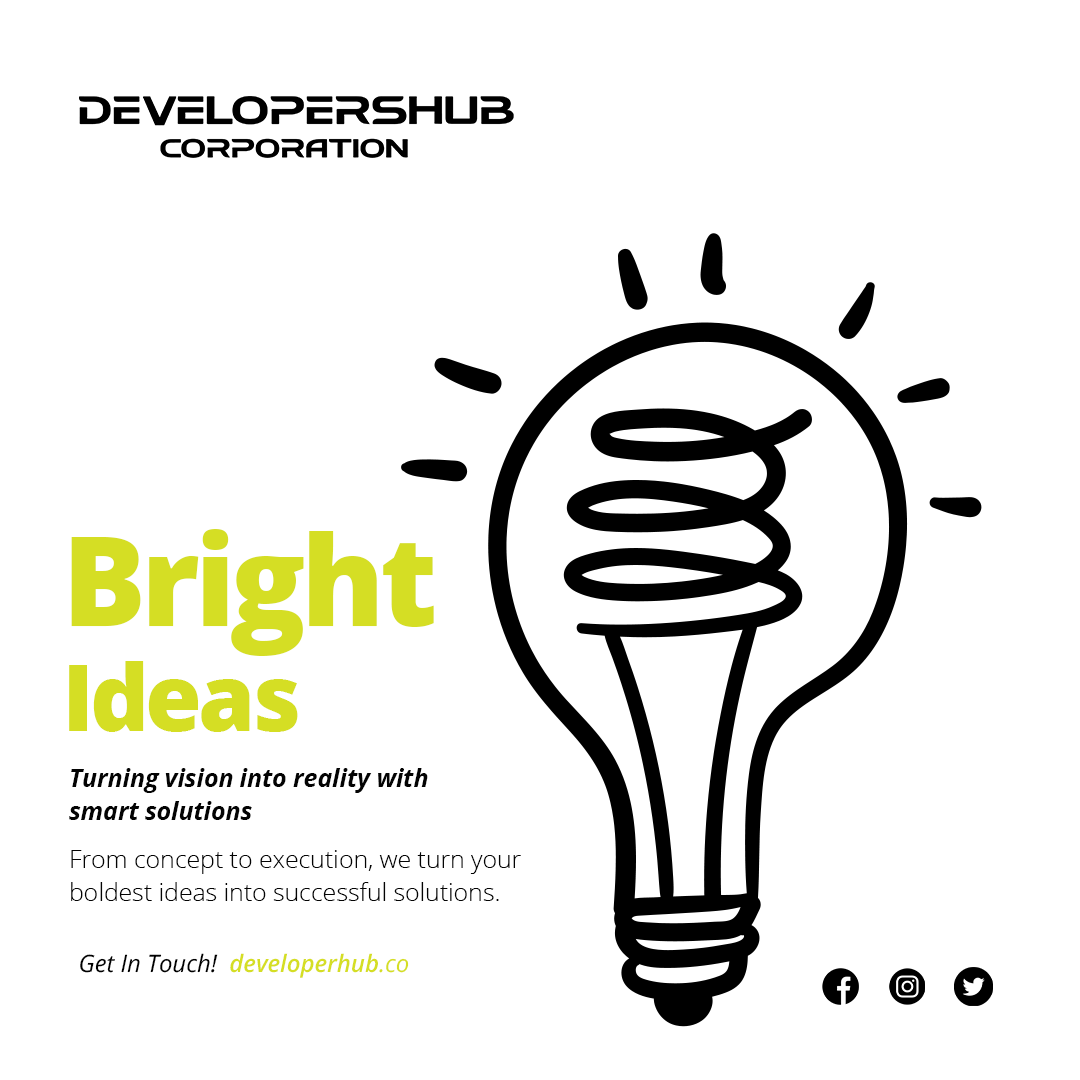 DEVELOPERSHUB
CORPORATION
Bright
Ideas
Turning vision into reality with
smart solutions
From concept to execution, we turn your
boldest ideas into successful solutions.
Get In Touch! developerhub.co